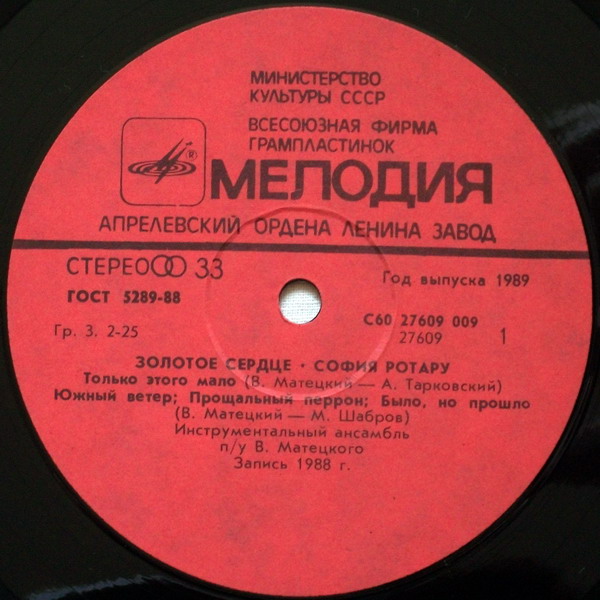 МИНИСТЕРСТВО
КУЛЬТУРЫ СССР
ВСЕСОЮЗНАЯ ФИРМА
ГРАМПЛАСТИНОК
®
МЕЛОДИЯ
АПРЕЛЕВСКИЙ ОРДЕНА ЛЕНИНА ЗАВОД
СТЕРЕО 33
Год выпуска 1989
ГОСТ 5289-88
С60 27609 009
Гр. 3. 2-25
27609 1
ЗОЛОТОЕ СЕРДЦЕ · СОФИЯ РОТАРУ
Только этого мало (В. Матецкий — А. Тарковский)
Южный ветер; Прощальный перрон; Было, но прошло
(В. Матецкий — М. Шабров)
Инструментальный ансамбль
п/у В. Матецкого
Запись 1988 г.